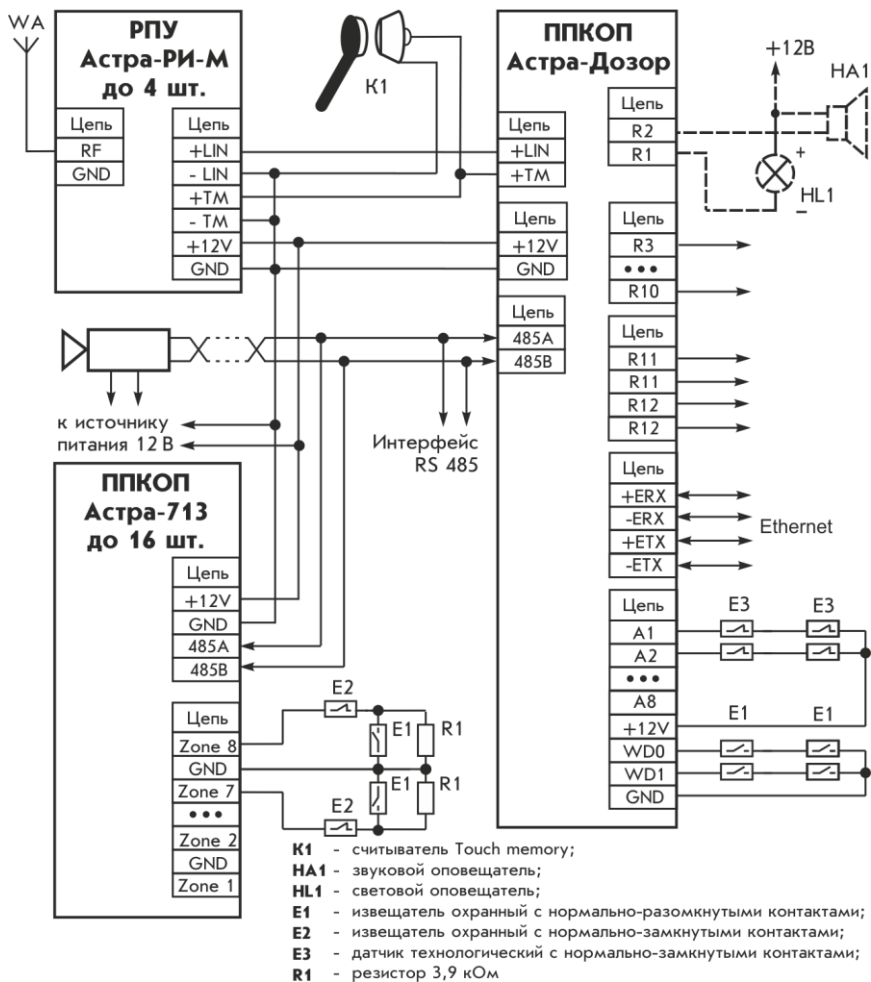 WA
РПУ
Астра-РИ-М
до 4 шт.
Цепь
RF
GND
Цепь
+LIN
- LIN
+TM
- TM
+12V
GND
К1
ППКОП
Астра-Дозор
Цепь
+LIN
+TM
Цепь
+12V
GND
Цепь
485A
485B
Цепь
R2
R1
Цепь
R3
•••
R10
Цепь
R11
R11
R12
R12
Цепь
+ERX
-ERX
+ETX
-ETX
Ethernet
Цепь
A1
A2
•••
A8
+12V
WD0
WD1
GND
E3
E3
E1
E1
+12В
HA1
+
HL1
–
к источнику
питания 12 В
Интерфейс
RS 485
ППКОП
Астра-713
до 16 шт.
Цепь
+12V
GND
485A
485B
Цепь
Zone 8
GND
Zone 7
•••
Zone 2
GND
Zone 1
E2
E1
R1
E1
R1
E2
К1 - считыватель Touch memory;
HA1 - звуковой оповещатель;
HL1 - световой оповещатель;
E1 - извещатель охранный с нормально-разомкнутыми контактами;
E2 - извещатель охранный с нормально-замкнутыми контактами;
E3 - датчик технологический с нормально-замкнутыми контактами;
R1 - резистор 3,9 кОм